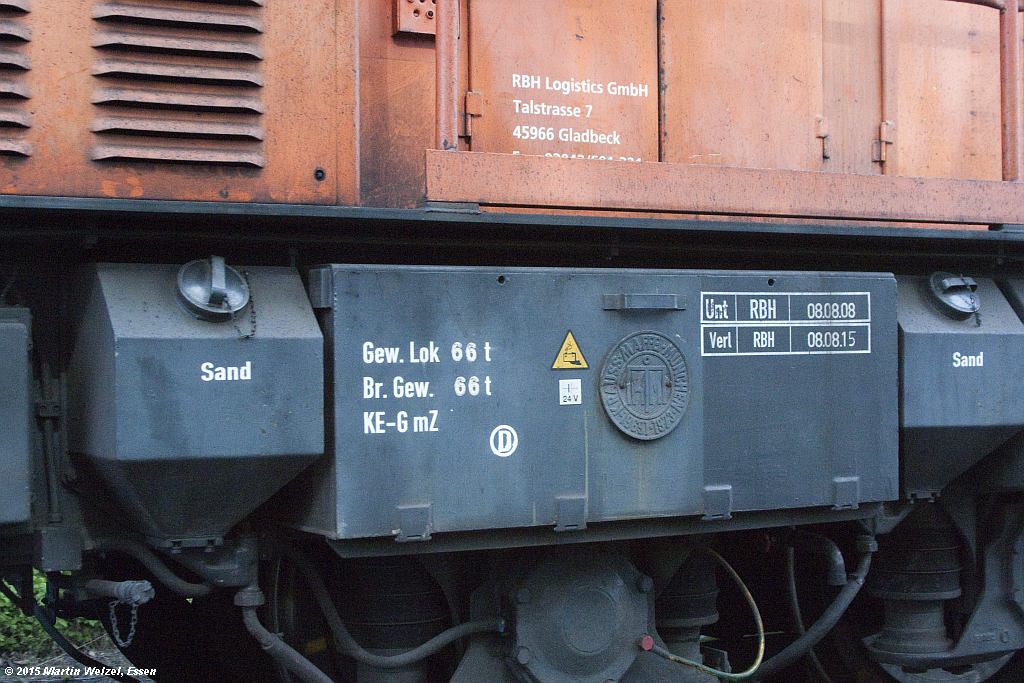 RBH Logistics GmbH
Talstrasse 7
45966 Gladbeck
Sand
Gew. Lok 66 t
Br. Gew. 66 t
KE-G mZ
D
24 V
Unt RBH 08.08.08
Verl RBH 08.08.15
Sand
© 2015 Martin Welzel, Essen